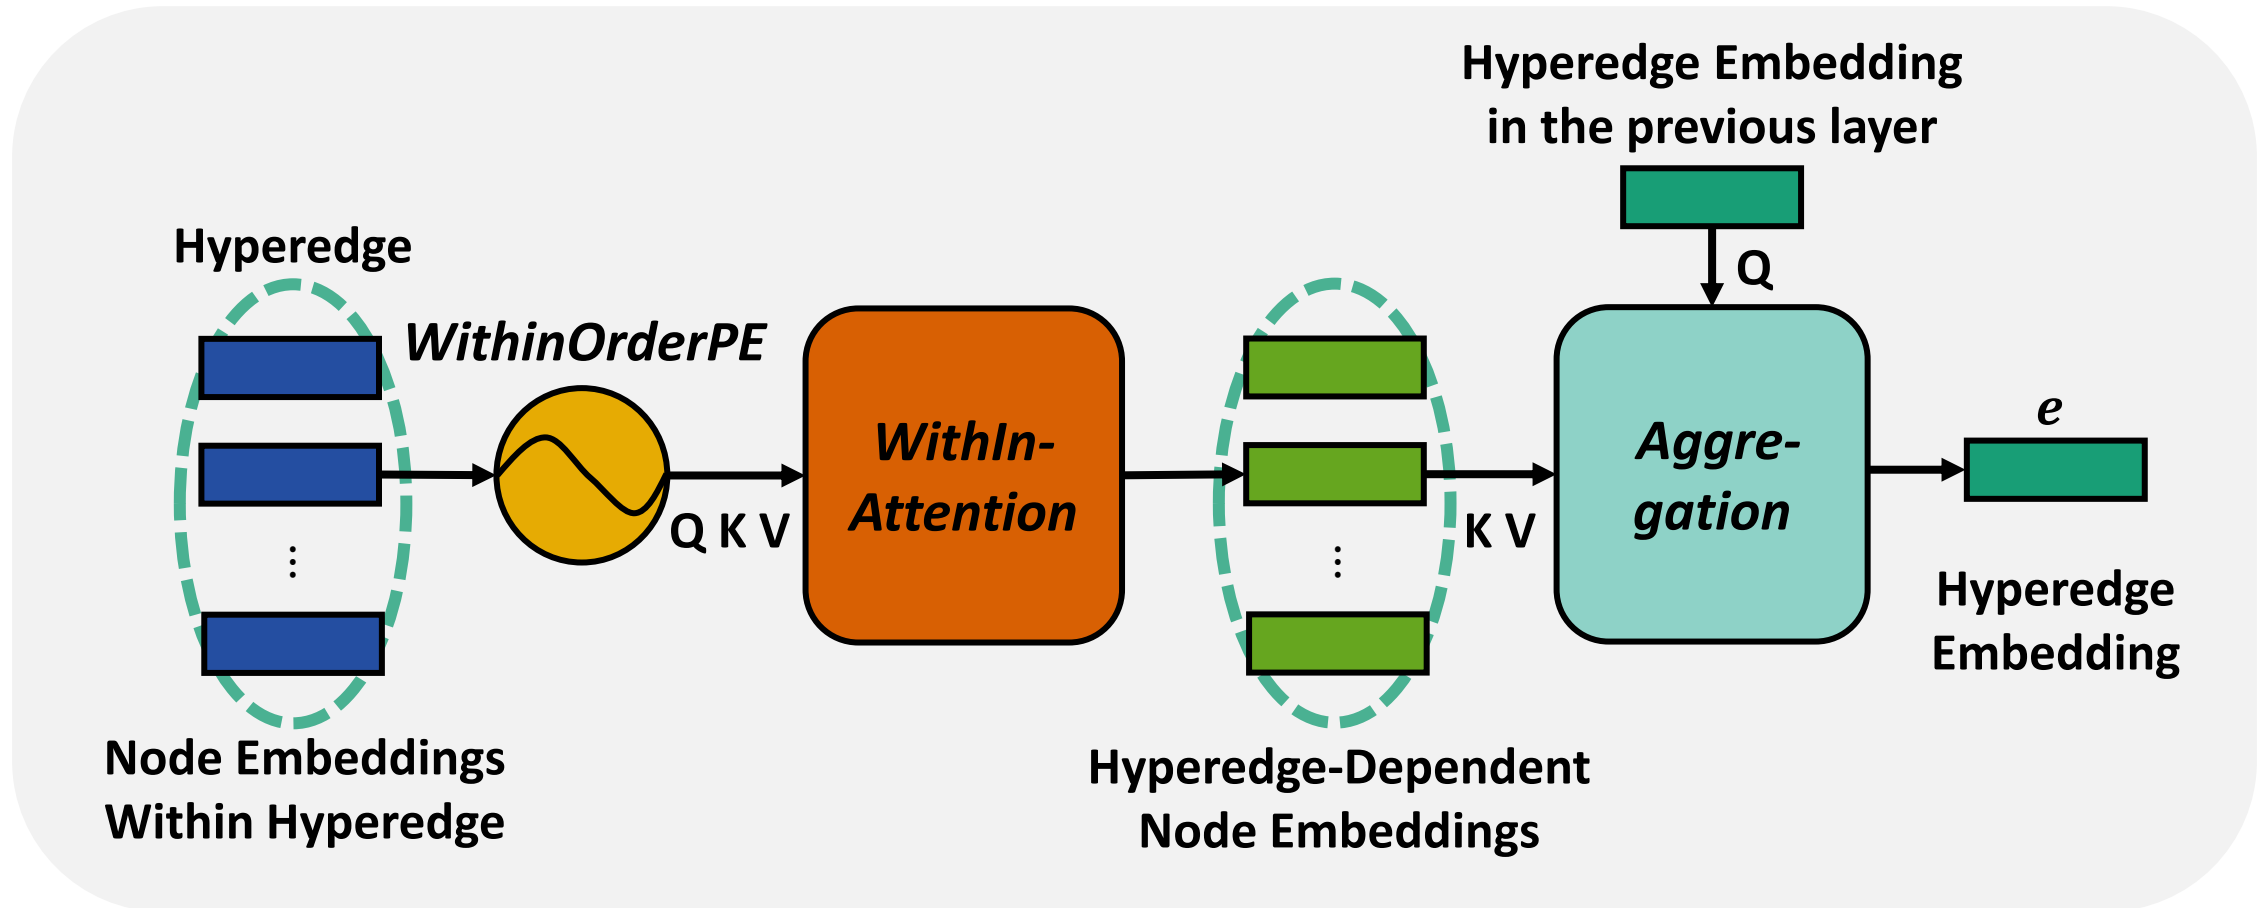 Hyperedge Embedding
in the previous layer
Q
Hyperedge
WithinOrderPE
Q K V
WithIn-
Attention
K V
Aggre-
gation
e
Hyperedge
Embedding
Node Embeddings
Within Hyperedge
Hyperedge-Dependent
Node Embeddings